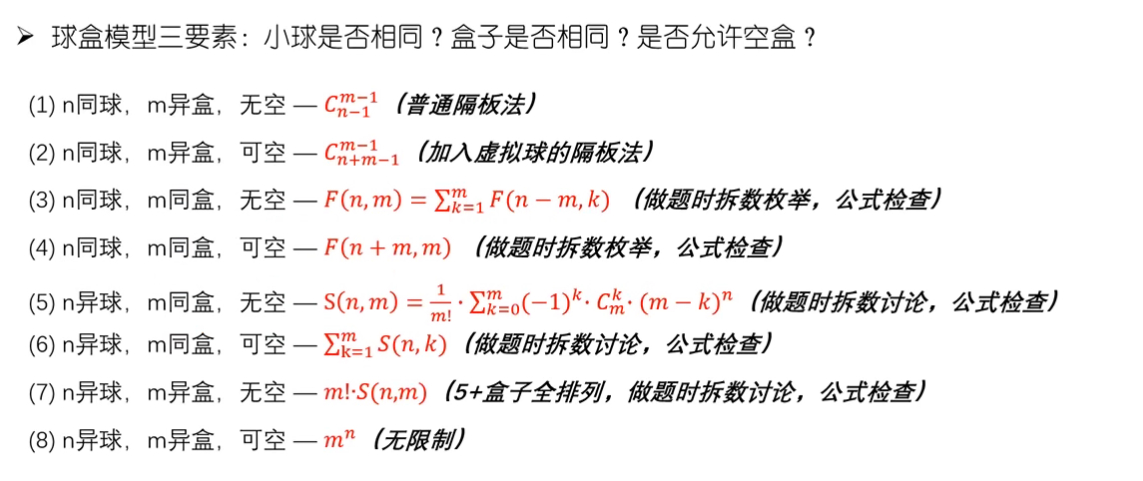 ➤ 球盒模型三要素：小球是否相同？盒子是否相同？是否允许空盒？
(1) n同球，m异盒，无空 — $C_{n-1}^{m-1}$（普通隔板法）
(2) n同球，m异盒，可空 — $C_{n+m-1}^{m-1}$（加入虚拟球的隔板法）
(3) n同球，m同盒，无空 — $F(n,m)=\sum_{k=1}^{m}F(n-m,k)$（做题时拆数枚举，公式检查）
(4) n同球，m同盒，可空 — $F(n+m,m)$（做题时拆数枚举，公式检查）
(5) n异球，m同盒，无空 — $S(n,m)=\frac{1}{m!}\cdot\sum_{k=0}^{m}(-1)^k\cdot C_m^k\cdot(m-k)^n$（做题时拆数讨论，公式检查）
(6) n异球，m同盒，可空 — $\sum_{k=1}^{m}S(n,k)$（做题时拆数讨论，公式检查）
(7) n异球，m异盒，无空 — $m!\cdot S(n,m)$（5+盒子全排列，做题时拆数讨论，公式检查）
(8) n异球，m异盒，可空 — $m^n$（无限制）